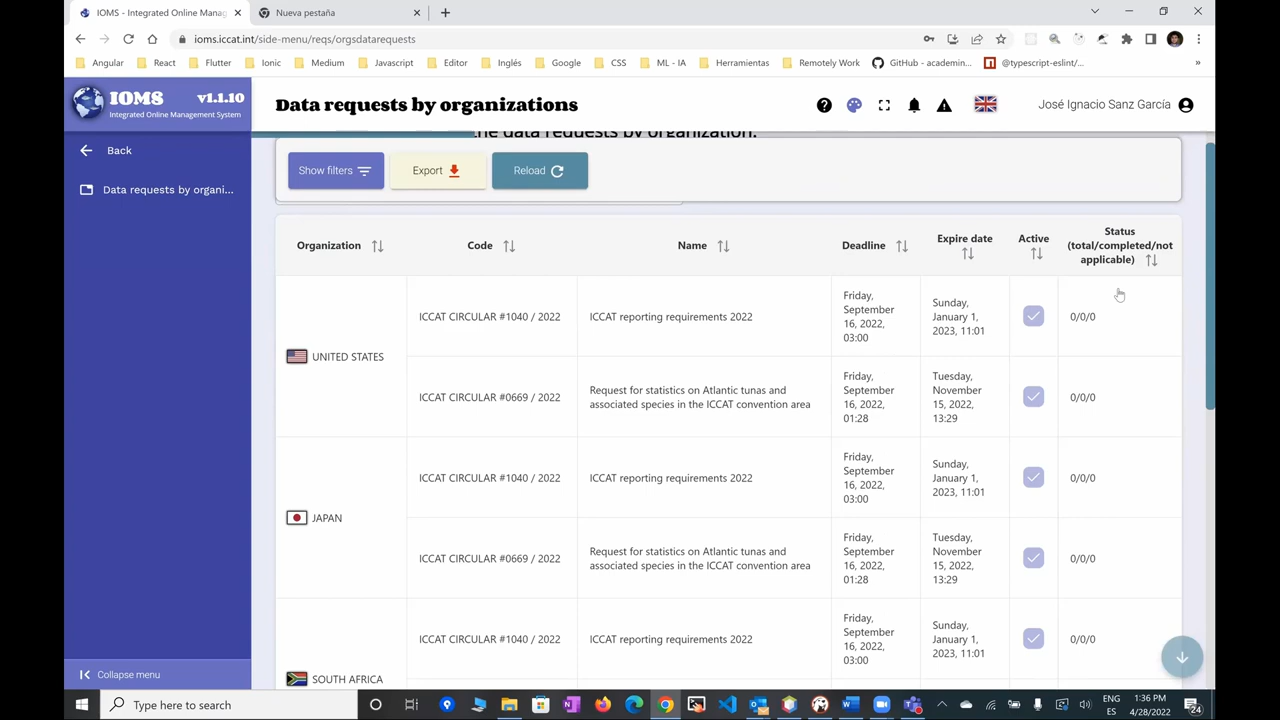 IOMS - Integrated Online Manag
Nueva pestaña
ioms.iccat.int/side-menu/reqs/orgsdatarequests
Angular
React
Flutter
Ionic
Medium
Javascript
Editor
Inglés
Google
CSS
ML - IA
Herramientas
Remotely Work
GitHub - academin...
@typescript-eslint/...
»
IOMS v1.1.10
Integrated Online Management System
Data requests by organizations
José Ignacio Sanz García
Back
Data requests by organi...
Collapse menu
the data requests by organization.
Show filters
Export
Reload
Organization
Code
Name
Deadline
Expire date
Active
Status
(total/completed/not
applicable)
UNITED STATES
ICCAT CIRCULAR #1040 / 2022
ICCAT reporting requirements 2022
Friday,
September
16, 2022,
03:00
Sunday,
January 1,
2023, 11:01
0/0/0
ICCAT CIRCULAR #0669 / 2022
Request for statistics on Atlantic tunas and
associated species in the ICCAT convention area
Friday,
September
16, 2022,
01:28
Tuesday,
November
15, 2022,
13:29
0/0/0
JAPAN
ICCAT CIRCULAR #1040 / 2022
ICCAT reporting requirements 2022
Friday,
September
16, 2022,
03:00
Sunday,
January 1,
2023, 11:01
0/0/0
ICCAT CIRCULAR #0669 / 2022
Request for statistics on Atlantic tunas and
associated species in the ICCAT convention area
Friday,
September
16, 2022,
01:28
Tuesday,
November
15, 2022,
13:29
0/0/0
SOUTH AFRICA
ICCAT CIRCULAR #1040 / 2022
ICCAT reporting requirements 2022
Friday,
September
16, 2022,
03:00
Sunday,
January 1,
2023, 11:01
0/0/0
Type here to search
ENG
ES
1:36 PM
4/28/2022
24